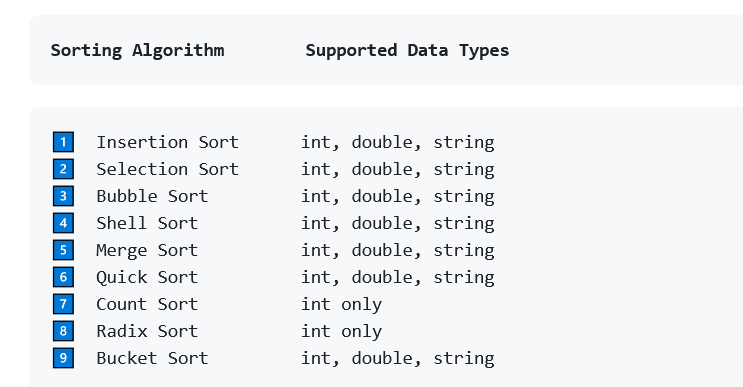 Sorting Algorithm Supported Data Types
1 Insertion Sort int, double, string
2 Selection Sort int, double, string
3 Bubble Sort int, double, string
4 Shell Sort int, double, string
5 Merge Sort int, double, string
6 Quick Sort int, double, string
7 Count Sort int only
8 Radix Sort int only
9 Bucket Sort int, double, string